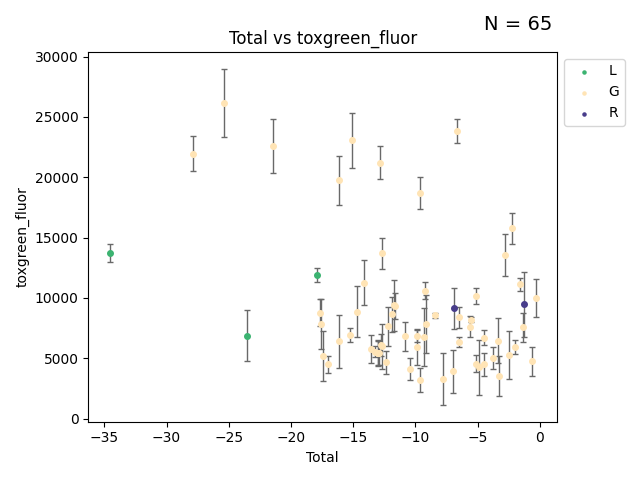 N = 65
Total vs toxgreen_fluor
L
G
R
30000
25000
20000
15000
10000
5000
0
toxgreen_fluor
−35 −30 −25 −20 −15 −10 −5 0
Total